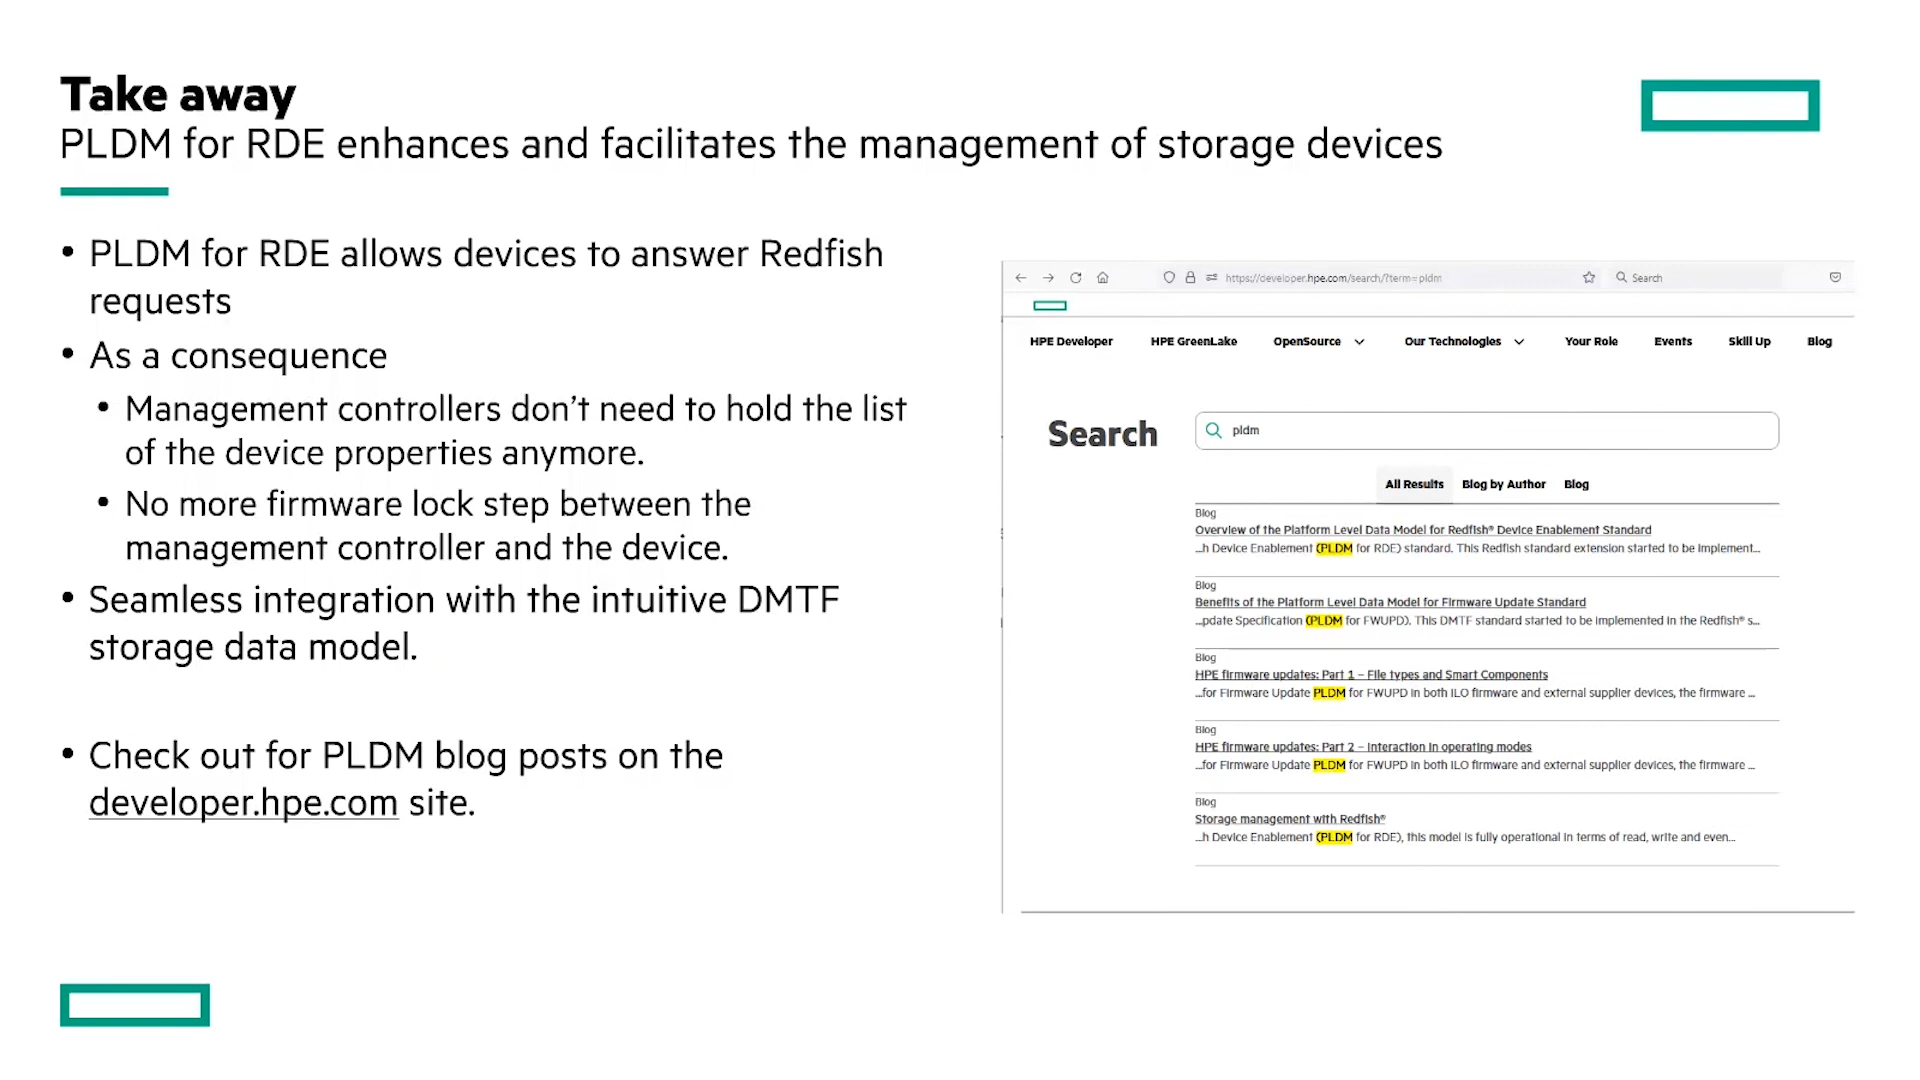 Take away
PLDM for RDE enhances and facilitates the management of storage devices
• PLDM for RDE allows devices to answer Redfish
requests
• As a consequence
• Management controllers don’t need to hold the list
of the device properties anymore.
• No more firmware lock step between the
management controller and the device.
• Seamless integration with the intuitive DMTF
storage data model.
• Check out for PLDM blog posts on the
developer.hpe.com site.
https://developer.hpe.com/search/?term=pldm
Search
HPE Developer HPE GreenLake OpenSource Our Technologies Your Role Events Skill Up Blog
Search
pldm
All Results Blog by Author Blog
Blog
Overview of the Platform Level Data Model for Redfish® Device Enablement Standard
...h Device Enablement (PLDM for RDE) standard. This Redfish standard extension started to be implement...
Blog
Benefits of the Platform Level Data Model for Firmware Update Standard
...pdate Specification (PLDM for FWUPD). This DMTF standard started to be implemented in the Redfish® s...
Blog
HPE firmware updates: Part 1 – File types and Smart Components
...for Firmware Update PLDM for FWUPD in both iLO firmware and external supplier devices, the firmware ...
Blog
HPE firmware updates: Part 2 – Interaction in operating modes
...for Firmware Update PLDM for FWUPD in both iLO firmware and external supplier devices, the firmware ...
Blog
Storage management with Redfish®
...h Device Enablement (PLDM for RDE), this model is fully operational in terms of read, write and even...